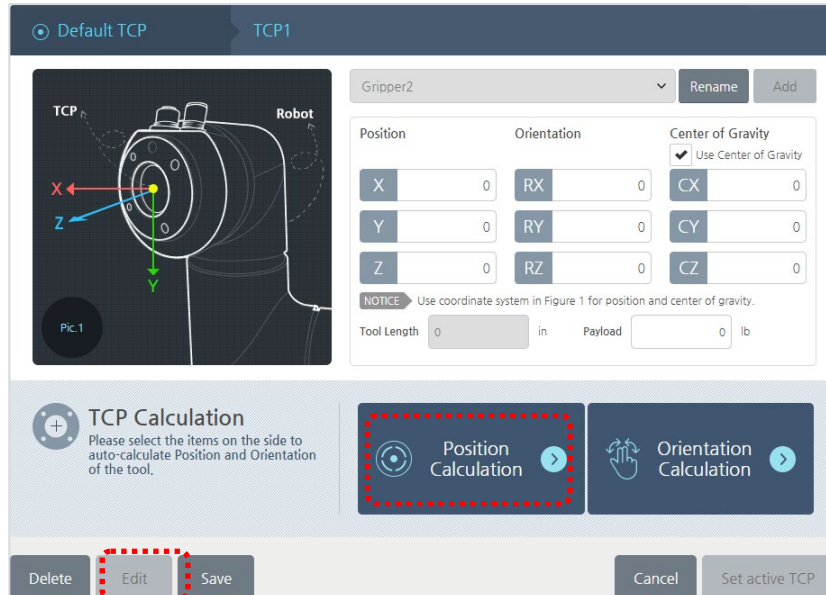 Default TCP
TCP1
TCP
Robot
X
Z
Y
Pic.1
Gripper2
Rename
Add
Position
Orientation
Center of Gravity
Use Center of Gravity
X 0
RX 0
CX 0
Y 0
RY 0
CY 0
Z 0
RZ 0
CZ 0
NOTICE Use coordinate system in Figure 1 for position and center of gravity.
Tool Length 0 in Payload 0 lb
TCP Calculation
Please select the items on the side to
auto-calculate Position and Orientation
of the tool.
Position
Calculation
Orientation
Calculation
Delete
Edit
Save
Cancel
Set active TCP